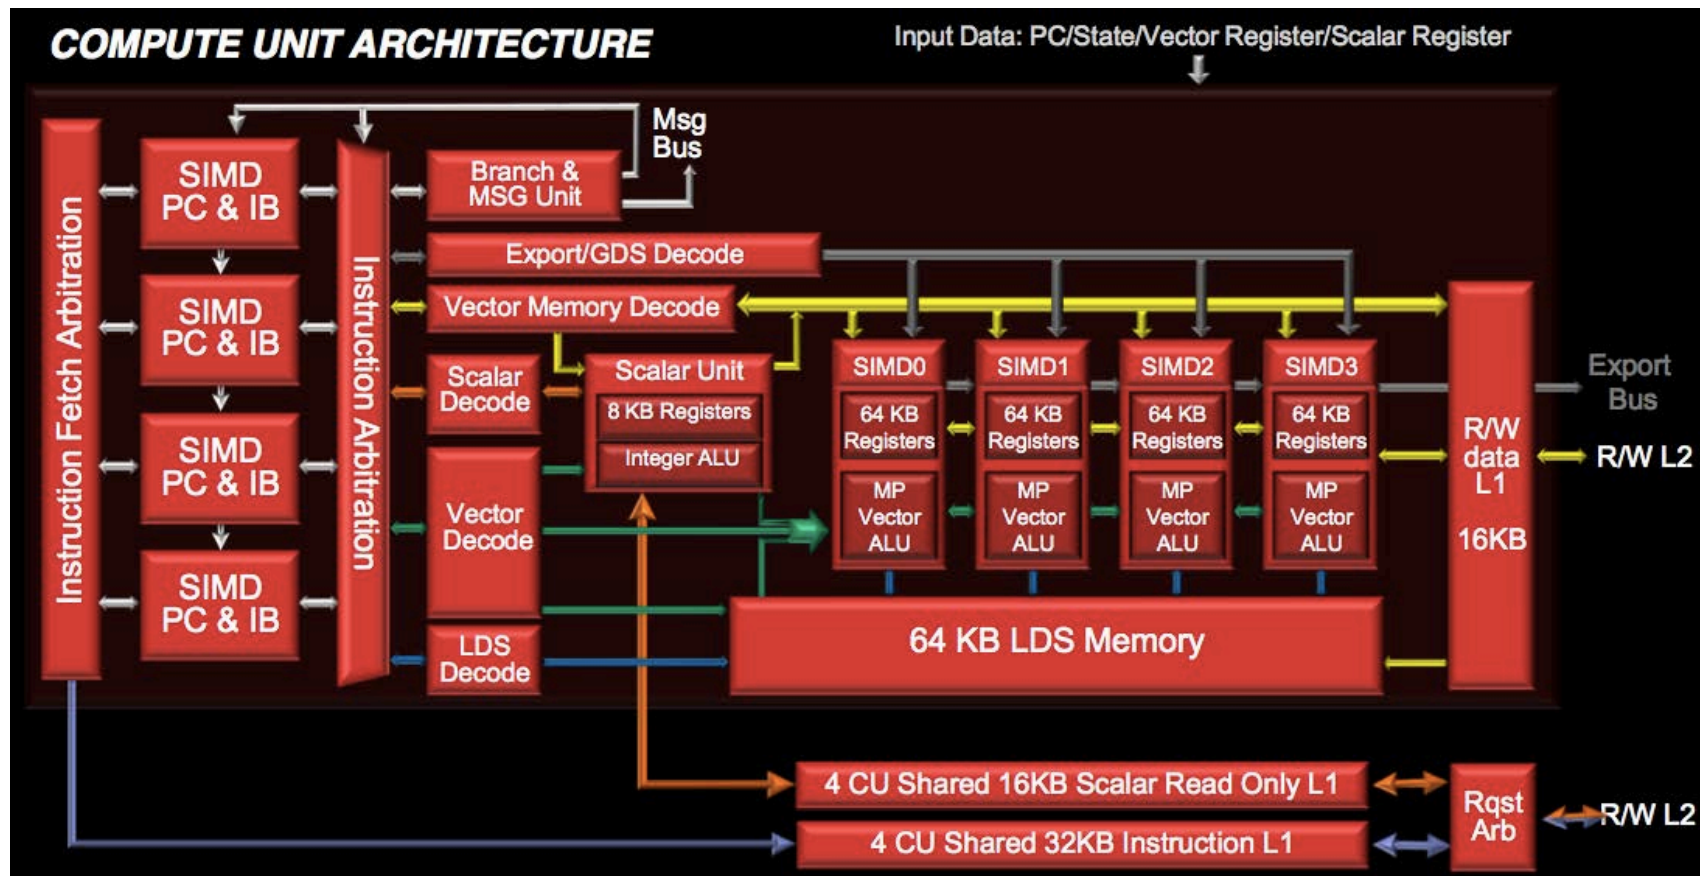 COMPUTE UNIT ARCHITECTURE
Input Data: PC/State/Vector Register/Scalar Register
Msg
Bus
Instruction Fetch Arbitration
SIMD
PC & IB
SIMD
PC & IB
SIMD
PC & IB
SIMD
PC & IB
Instruction Arbitration
Branch &
MSG Unit
Export/GDS Decode
Vector Memory Decode
Scalar
Decode
Scalar Unit
8 KB Registers
Integer ALU
Vector
Decode
LDS
Decode
SIMD0
64 KB
Registers
MP
Vector
ALU
SIMD1
64 KB
Registers
MP
Vector
ALU
SIMD2
64 KB
Registers
MP
Vector
ALU
SIMD3
64 KB
Registers
MP
Vector
ALU
64 KB LDS Memory
R/W
data
L1
16KB
Export
Bus
R/W L2
4 CU Shared 16KB Scalar Read Only L1
4 CU Shared 32KB Instruction L1
Rqst
Arb
R/W L2